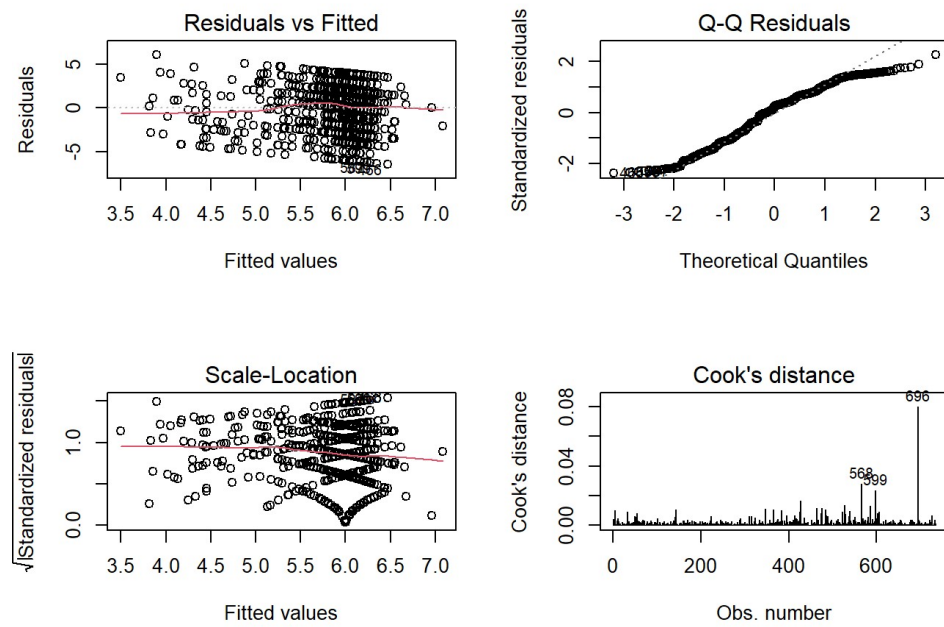 Residuals vs Fitted
Residuals
5
0
-5
3.5 4.0 4.5 5.0 5.5 6.0 6.5 7.0
Fitted values
Q-Q Residuals
Standardized residuals
2
0
-2
-3 -2 -1 0 1 2 3
Theoretical Quantiles
Scale-Location
√|Standardized residuals|
1.0
0.0
3.5 4.0 4.5 5.0 5.5 6.0 6.5 7.0
Fitted values
Cook's distance
Cook's distance
0.08
0.04
0.00
696
568
599
0 200 400 600
Obs. number